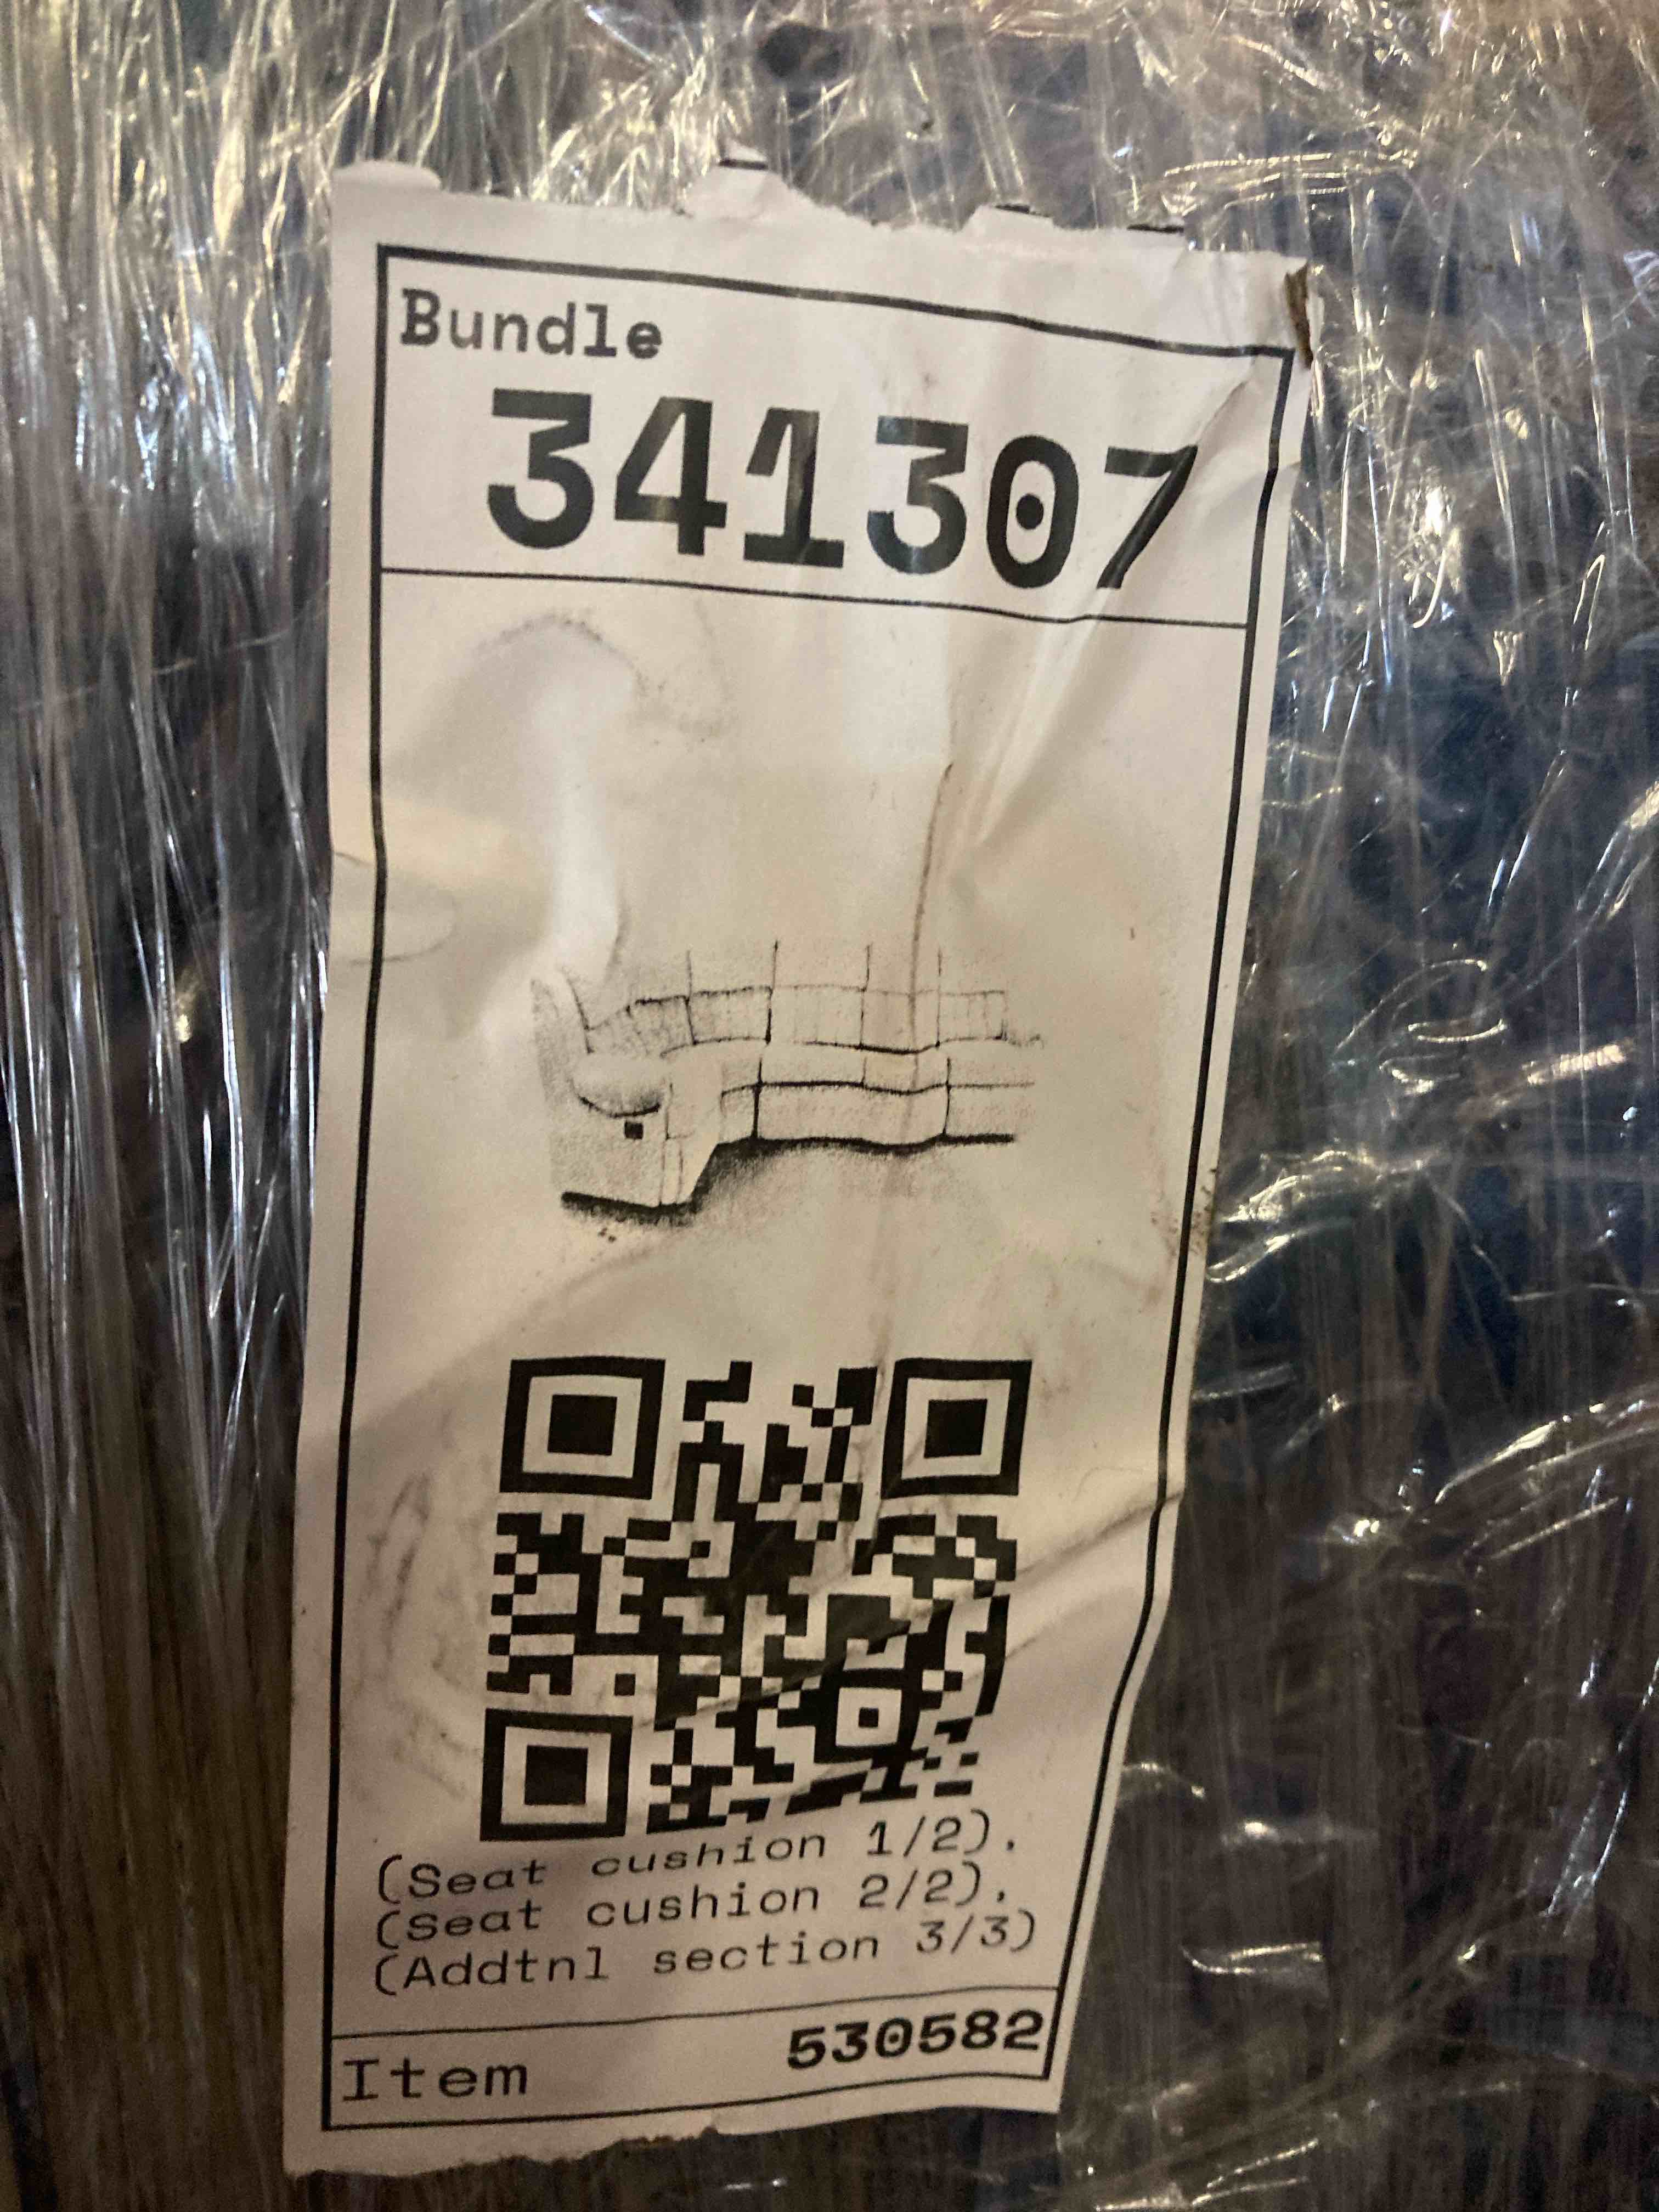 Bundle
341307
(Seat cushion 1/2).
(Seat cushion 2/2).
(Addtnl section 3/3)
Item 530582